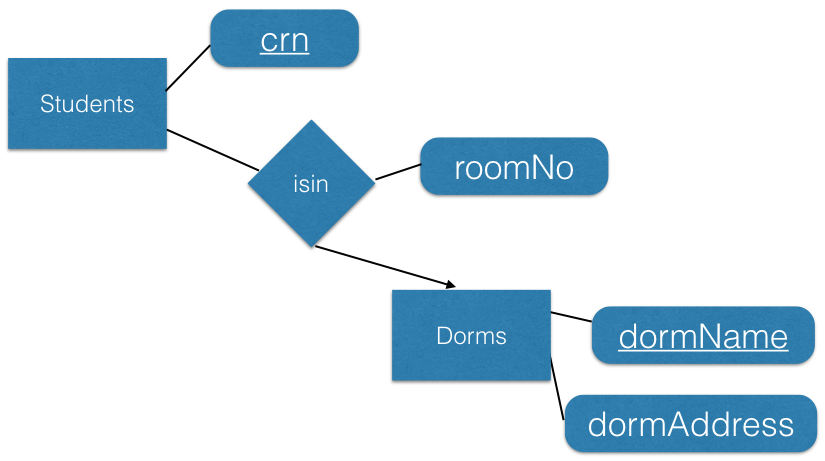 crn
Students
isin
roomNo
Dorms
dormName
dormAddress